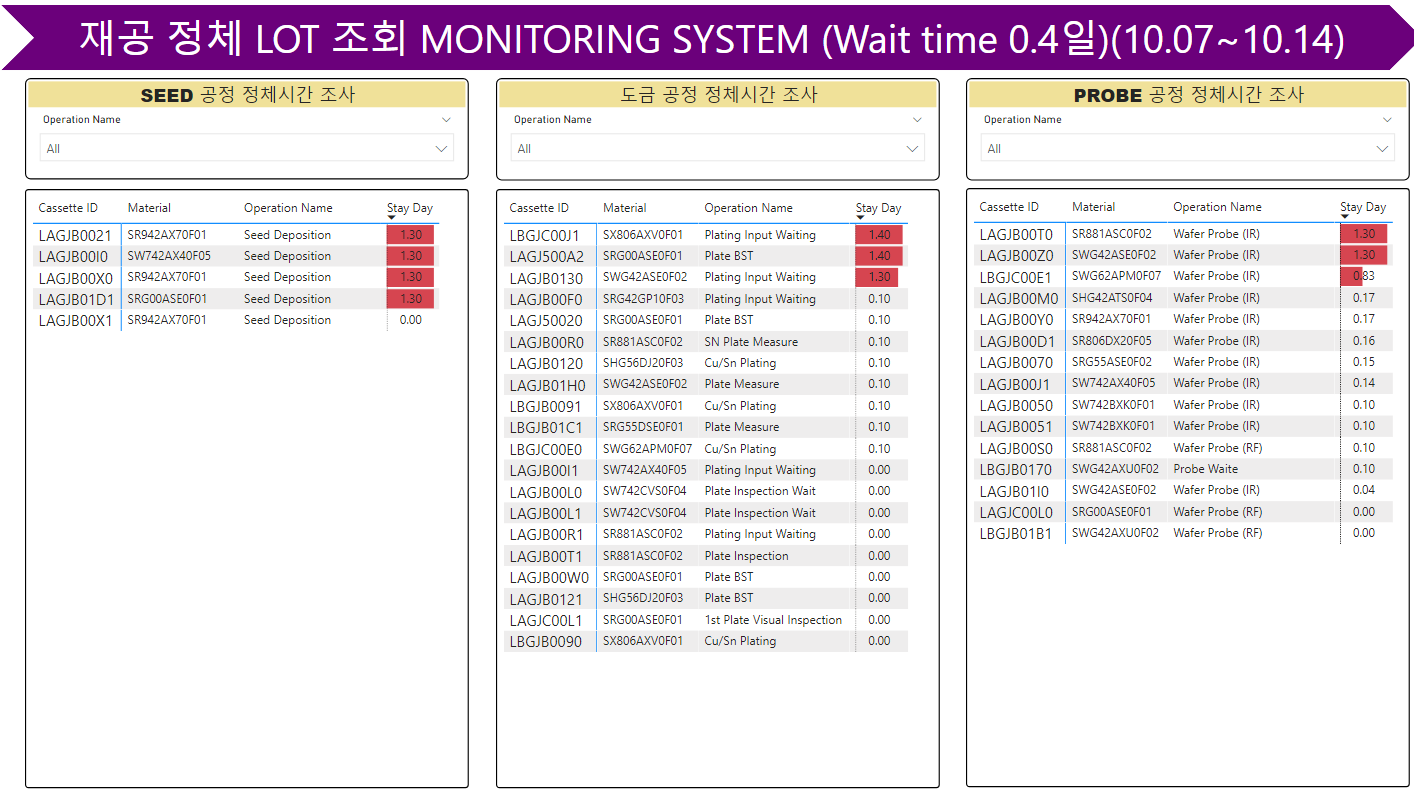 재공 정체 LOT 조회 MONITORING SYSTEM (Wait time 0.4일)(10.07~10.14)
SEED 공정 정체시간 조사
Operation Name
All
Cassette ID Material Operation Name Stay Day
LAGJB0021 SR942AX70F01 Seed Deposition 1.30
LAGJB00I0 SW742AX40F05 Seed Deposition 1.30
LAGJB00X0 SR942AX70F01 Seed Deposition 1.30
LAGJB01D1 SRG00ASE0F01 Seed Deposition 1.30
LAGJB00X1 SR942AX70F01 Seed Deposition 0.00
도금 공정 정체시간 조사
Operation Name
All
Cassette ID Material Operation Name Stay Day
LBGJC00J1 SX806AXV0F01 Plating Input Waiting 1.40
LAGJ500A2 SRG00ASE0F01 Plate BST 1.40
LAGJB0130 SWG42ASE0F02 Plating Input Waiting 1.30
LAGJB00F0 SRG42GP10F03 Plating Input Waiting 0.10
LAGJ50020 SRG00ASE0F01 Plate BST 0.10
LAGJB00R0 SR881ASC0F02 SN Plate Measure 0.10
LAGJB0120 SHG56DJ20F03 Cu/Sn Plating 0.10
LAGJB01H0 SWG42ASE0F02 Plate Measure 0.10
LBGJB0091 SX806AXV0F01 Cu/Sn Plating 0.10
LBGJB01C1 SRG55DSE0F01 Plate Measure 0.10
LBGJC00E0 SWG62APM0F07 Cu/Sn Plating 0.10
LAGJB00I1 SW742AX40F05 Plating Input Waiting 0.00
LAGJB00L0 SW742CVS0F04 Plate Inspection Wait 0.00
LAGJB00L1 SW742CVS0F04 Plate Inspection Wait 0.00
LAGJB00R1 SR881ASC0F02 Plating Input Waiting 0.00
LAGJB00T1 SR881ASC0F02 Plate Inspection 0.00
LAGJB00W0 SRG00ASE0F01 Plate BST 0.00
LAGJB0121 SHG56DJ20F03 Plate BST 0.00
LAGJC00L1 SRG00ASE0F01 1st Plate Visual Inspection 0.00
LBGJB0090 SX806AXV0F01 Cu/Sn Plating 0.00
PROBE 공정 정체시간 조사
Operation Name
All
Cassette ID Material Operation Name Stay Day
LAGJB00T0 SR881ASC0F02 Wafer Probe (IR) 1.30
LAGJB00Z0 SWG42ASE0F02 Wafer Probe (IR) 1.30
LBGJC00E1 SWG62APM0F07 Wafer Probe (IR) 0.83
LAGJB00M0 SHG42ATS0F04 Wafer Probe (IR) 0.17
LAGJB00Y0 SR942AX70F01 Wafer Probe (IR) 0.17
LAGJB00D1 SR806DX20F05 Wafer Probe (IR) 0.16
LAGJB0070 SRG55ASE0F02 Wafer Probe (IR) 0.15
LAGJB00J1 SW742AX40F05 Wafer Probe (IR) 0.14
LAGJB0050 SW742BXK0F01 Wafer Probe (IR) 0.10
LAGJB0051 SW742BXK0F01 Wafer Probe (IR) 0.10
LAGJB00S0 SR881ASC0F02 Wafer Probe (RF) 0.10
LBGJB0170 SWG42AXU0F02 Probe Waite 0.10
LAGJB01I0 SWG42ASE0F02 Wafer Probe (IR) 0.04
LAGJC00L0 SRG00ASE0F01 Wafer Probe (RF) 0.00
LBGJB01B1 SWG42AXU0F02 Wafer Probe (RF) 0.00